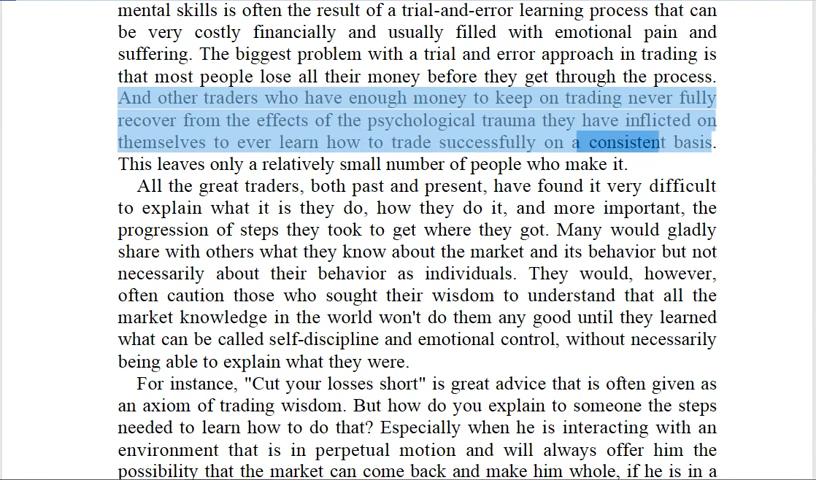 mental skills is often the result of a trial-and-error learning process that can
be very costly financially and usually filled with emotional pain and
suffering. The biggest problem with a trial and error approach in trading is
that most people lose all their money before they get through the process.
And other traders who have enough money to keep on trading never fully
recover from the effects of the psychological trauma they have inflicted on
themselves to ever learn how to trade successfully on a consistent basis.
This leaves only a relatively small number of people who make it.
All the great traders, both past and present, have found it very difficult
to explain what it is they do, how they do it, and more important, the
progression of steps they took to get where they got. Many would gladly
share with others what they know about the market and its behavior but not
necessarily about their behavior as individuals. They would, however,
often caution those who sought their wisdom to understand that all the
market knowledge in the world won't do them any good until they learned
what can be called self-discipline and emotional control, without necessarily
being able to explain what they were.
For instance, "Cut your losses short" is great advice that is often given as
an axiom of trading wisdom. But how do you explain to someone the steps
needed to learn how to do that? Especially when he is interacting with an
environment that is in perpetual motion and will always offer him the
possibility that the market can come back and make him whole, if he is in a